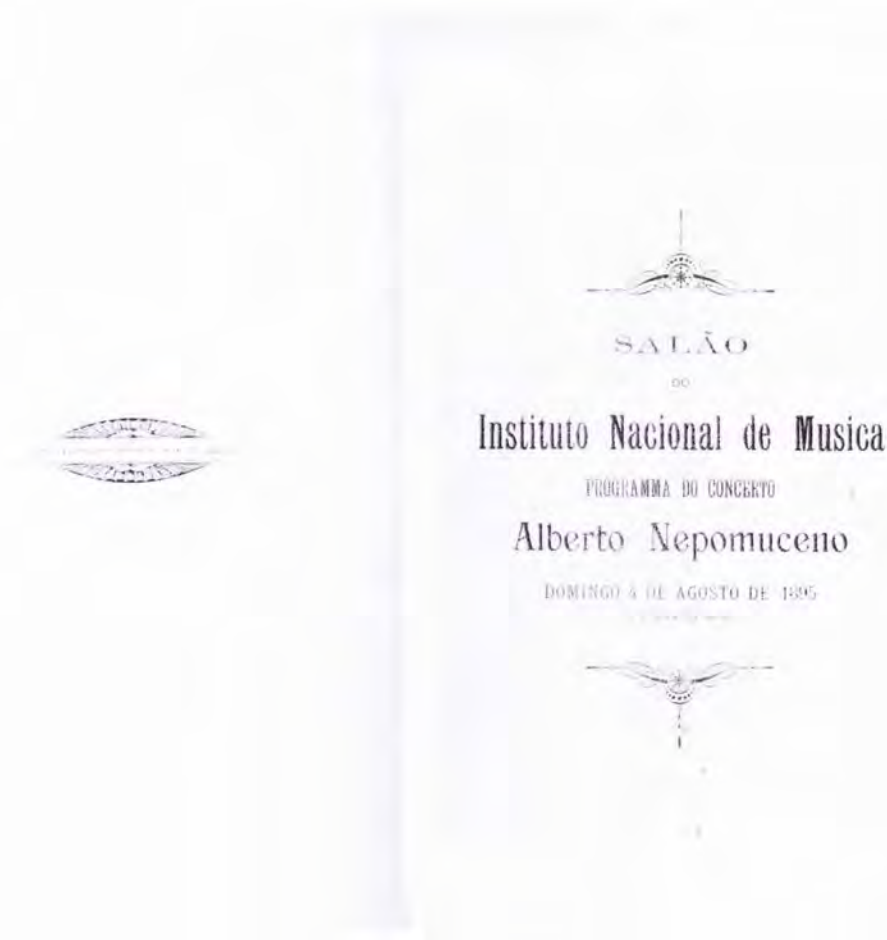 SALÃO
DO
Instituto Nacional de Musica
PROGRAMMA DO CONCERTO
Alberto Nepomuceno
DOMINGO 4 DE AGOSTO DE 1895